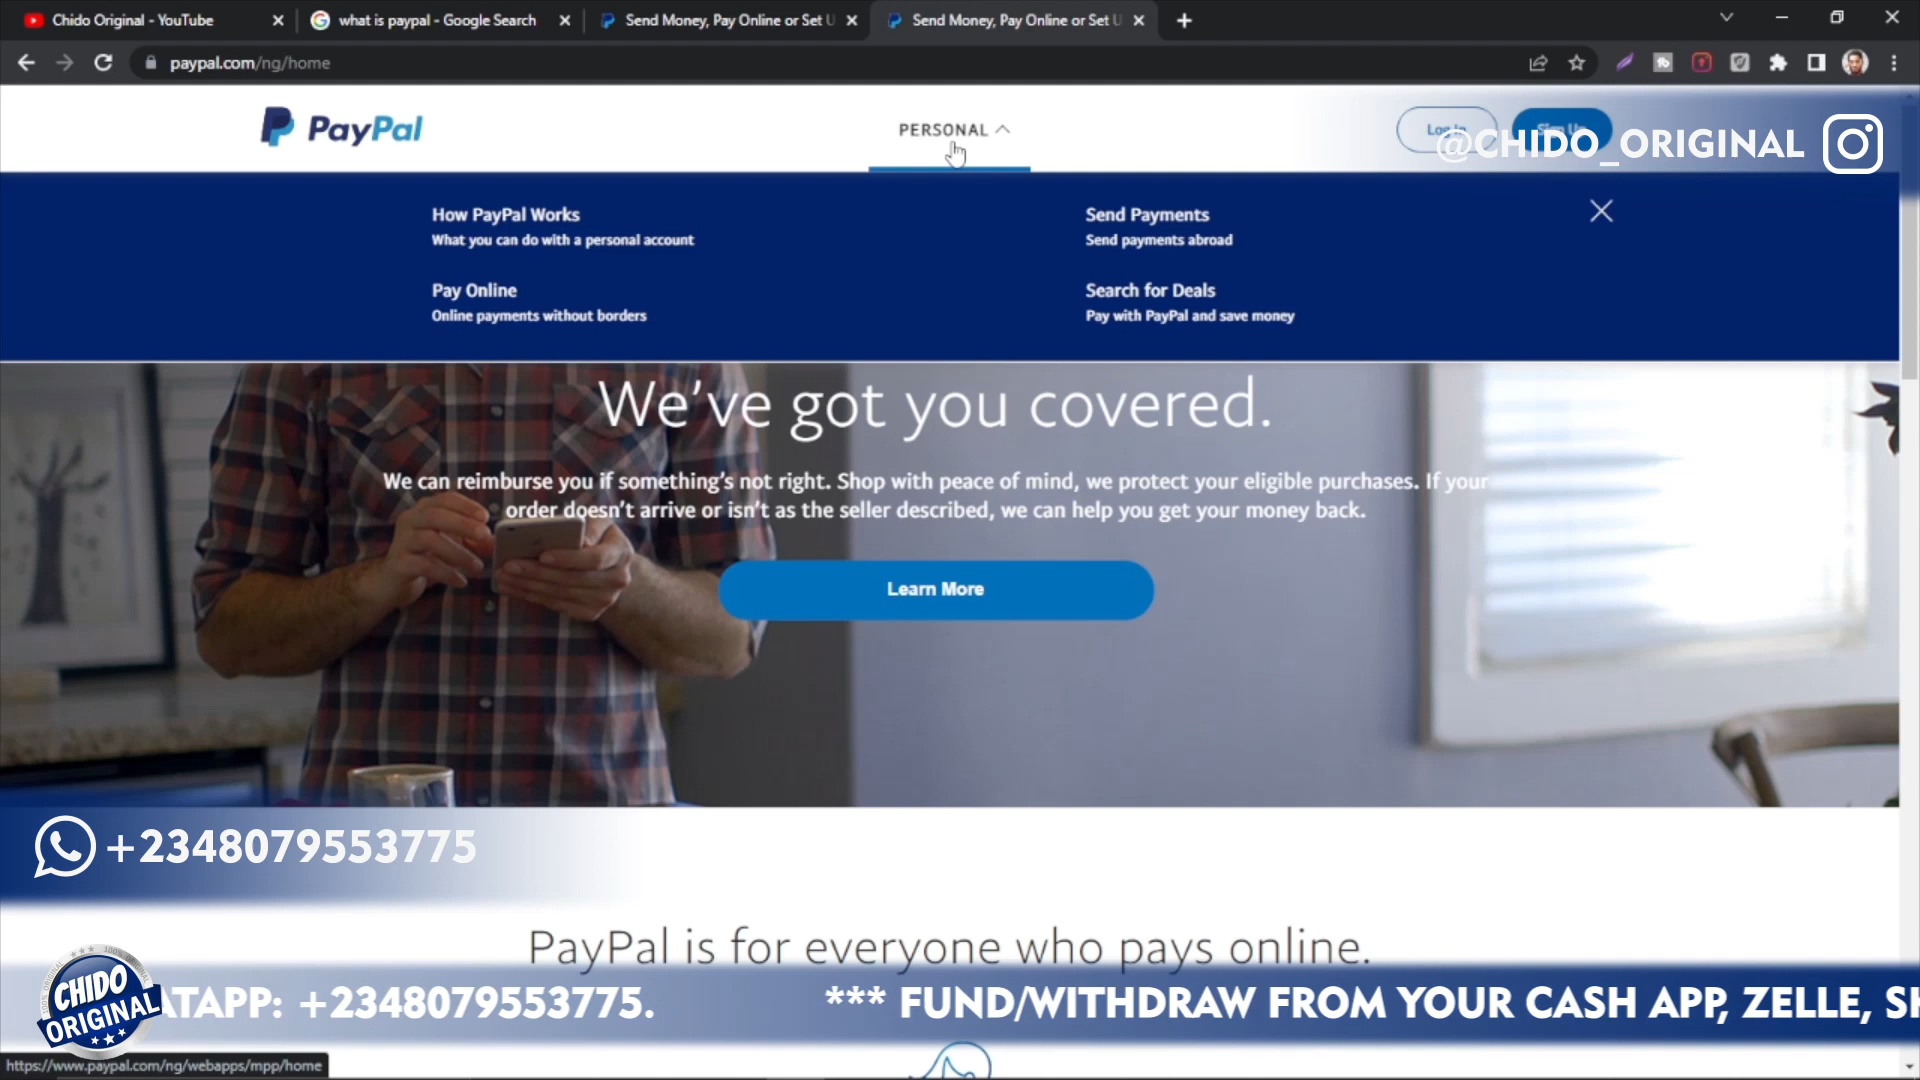 Chido Original - YouTube
what is paypal - Google Search
Send Money, Pay Online or Set U
Send Money, Pay Online or Set U
paypal.com/ng/home
PayPal
PERSONAL
Log In
Sign Up
@CHIDO_ORIGINAL
How PayPal Works
What you can do with a personal account
Send Payments
Send payments abroad
Pay Online
Online payments without borders
Search for Deals
Pay with PayPal and save money
We've got you covered.
We can reimburse you if something's not right. Shop with peace of mind, we protect your eligible purchases. If your
order doesn't arrive or isn't as the seller described, we can help you get your money back.
Learn More
+2348079553775
PayPal is for everyone who pays online.
CHIDO
ORIGINAL
ATAPP: +2348079553775. *** FUND/WITHDRAW FROM YOUR CASH APP, ZELLE, SK
https://www.paypal.com/ng/webapps/mpp/home